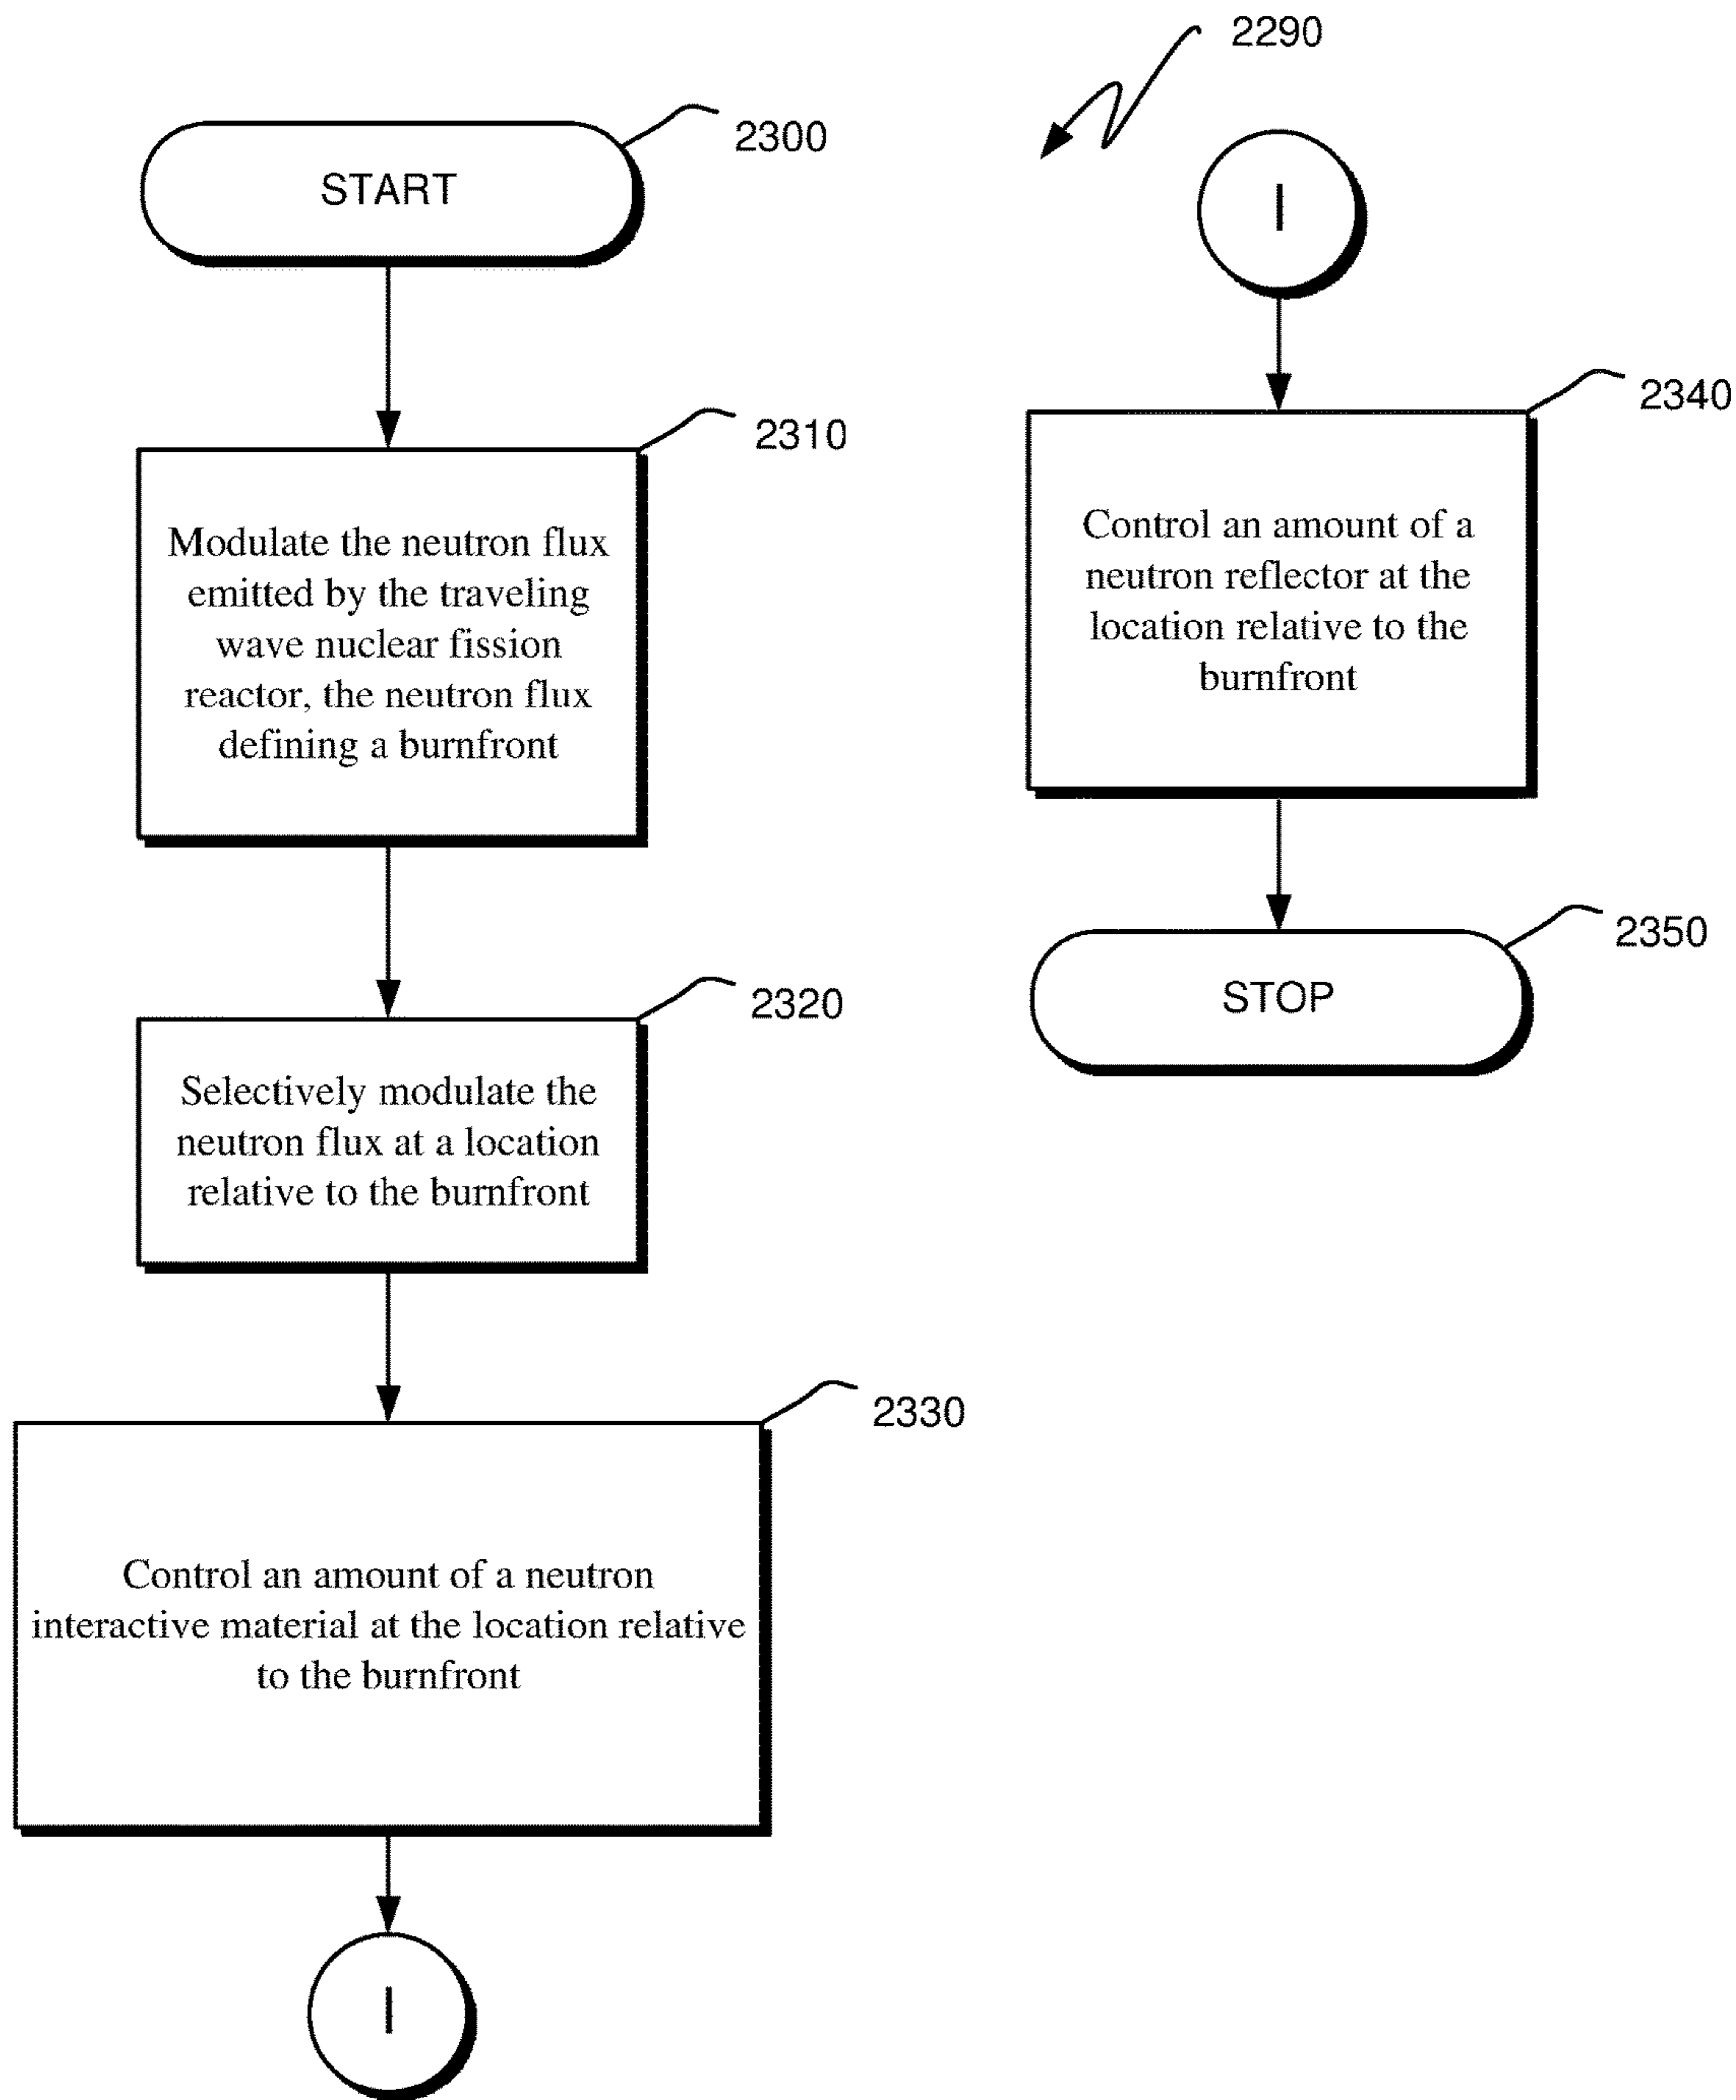 2300
START
2310
Modulate the neutron flux
emitted by the traveling
wave nuclear fission
reactor, the neutron flux
defining a burnfront
2320
Selectively modulate the
neutron flux at a location
relative to the burnfront
2330
Control an amount of a neutron
interactive material at the location relative
to the burnfront
I
2290
I
2340
Control an amount of a
neutron reflector at the
location relative to the
burnfront
2350
STOP